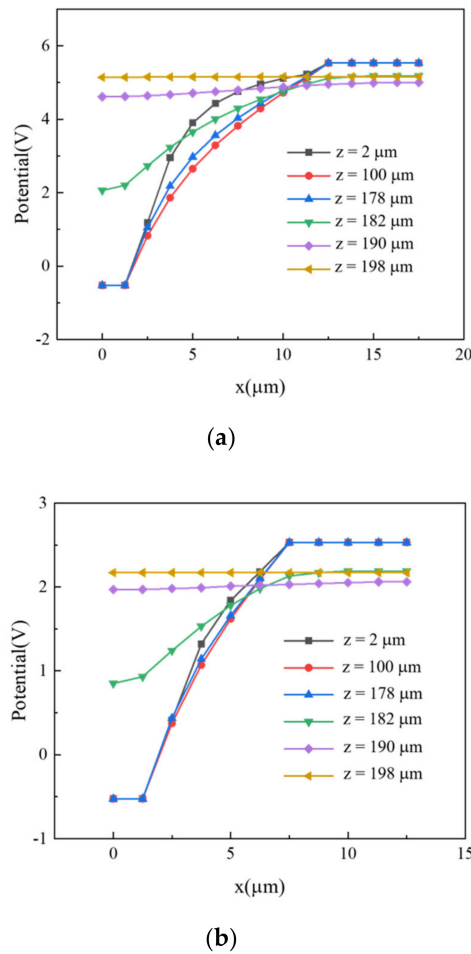 6
4
2
0
-2
Potential(V)
z = 2 μm
z = 100 μm
z = 178 μm
z = 182 μm
z = 190 μm
z = 198 μm
0 5 10 15 20
x(μm)
(a)
3
2
1
0
-1
Potential(V)
z = 2 μm
z = 100 μm
z = 178 μm
z = 182 μm
z = 190 μm
z = 198 μm
0 5 10 15
x(μm)
(b)